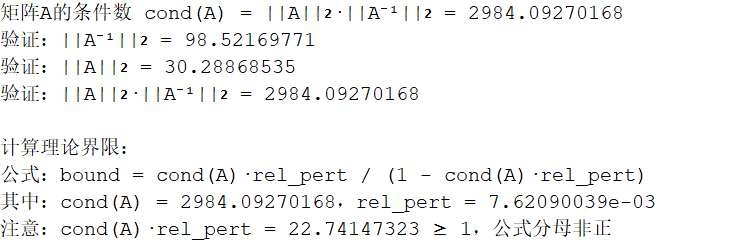 矩阵A的条件数 cond(A) = ||A||₂·||A⁻¹||₂ = 2984.09270168
验证: ||A⁻¹||₂ = 98.52169771
验证: ||A||₂ = 30.28868535
验证: ||A||₂·||A⁻¹||₂ = 2984.09270168
计算理论界限:
公式: bound = cond(A)·rel_pert / (1 - cond(A)·rel_pert)
其中: cond(A) = 2984.09270168, rel_pert = 7.62090039e-03
注意: cond(A)·rel_pert = 22.74147323 ≥ 1, 公式分母非正